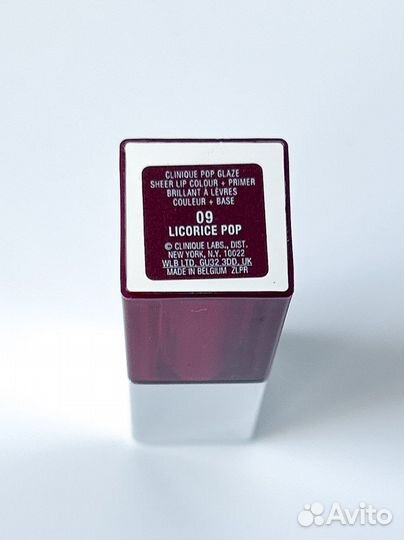 CLINIQUE POP GLAZE
SHEER LIP COLOUR + PRIMER
BRILLANT À LÈVRES
COULEUR + BASE
09
LICORICE POP
© CLINIQUE LABS., DIST.
NEW YORK, N.Y. 10022
WLB LTD. GU32 3DD, UK
MADE IN BELGIUM ZLPR
Avito